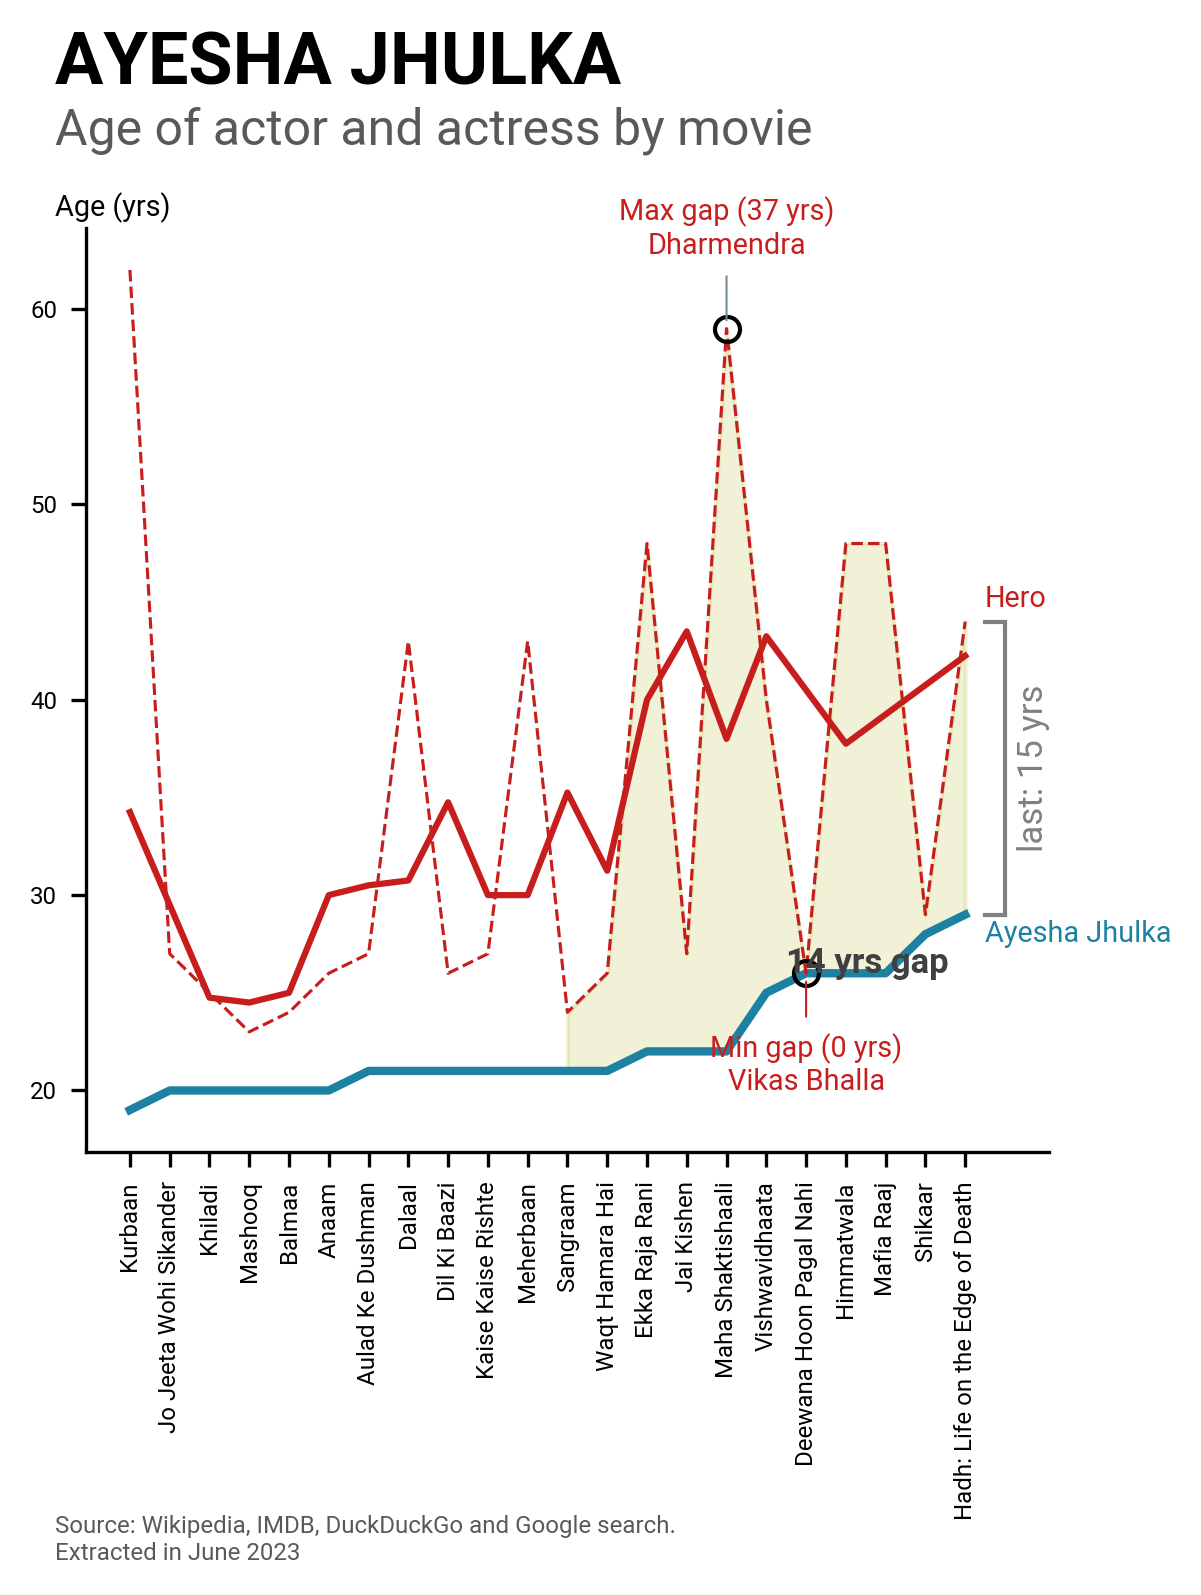 AYESHA JHULKA
Age of actor and actress by movie
Age (yrs)
Max gap (37 yrs)
Dharmendra
60
50
40
30
20
Hero
last: 15 yrs
Ayesha Jhulka
14 yrs gap
Min gap (0 yrs)
Vikas Bhalla
Kurbaan
Jo Jeeta Wohi Sikander
Khiladi
Mashooq
Balmaa
Anaam
Aulad Ke Dushman
Dalaal
Dil Ki Baazi
Kaise Kaise Rishte
Meherbaan
Sangraam
Waqt Hamara Hai
Ekka Raja Rani
Jai Kishen
Maha Shaktishaali
Vishwavidhaata
Deewana Hoon Pagal Nahi
Himmatwala
Mafia Raaj
Shikaar
Hadh: Life on the Edge of Death
Source: Wikipedia, IMDB, DuckDuckGo and Google search.
Extracted in June 2023